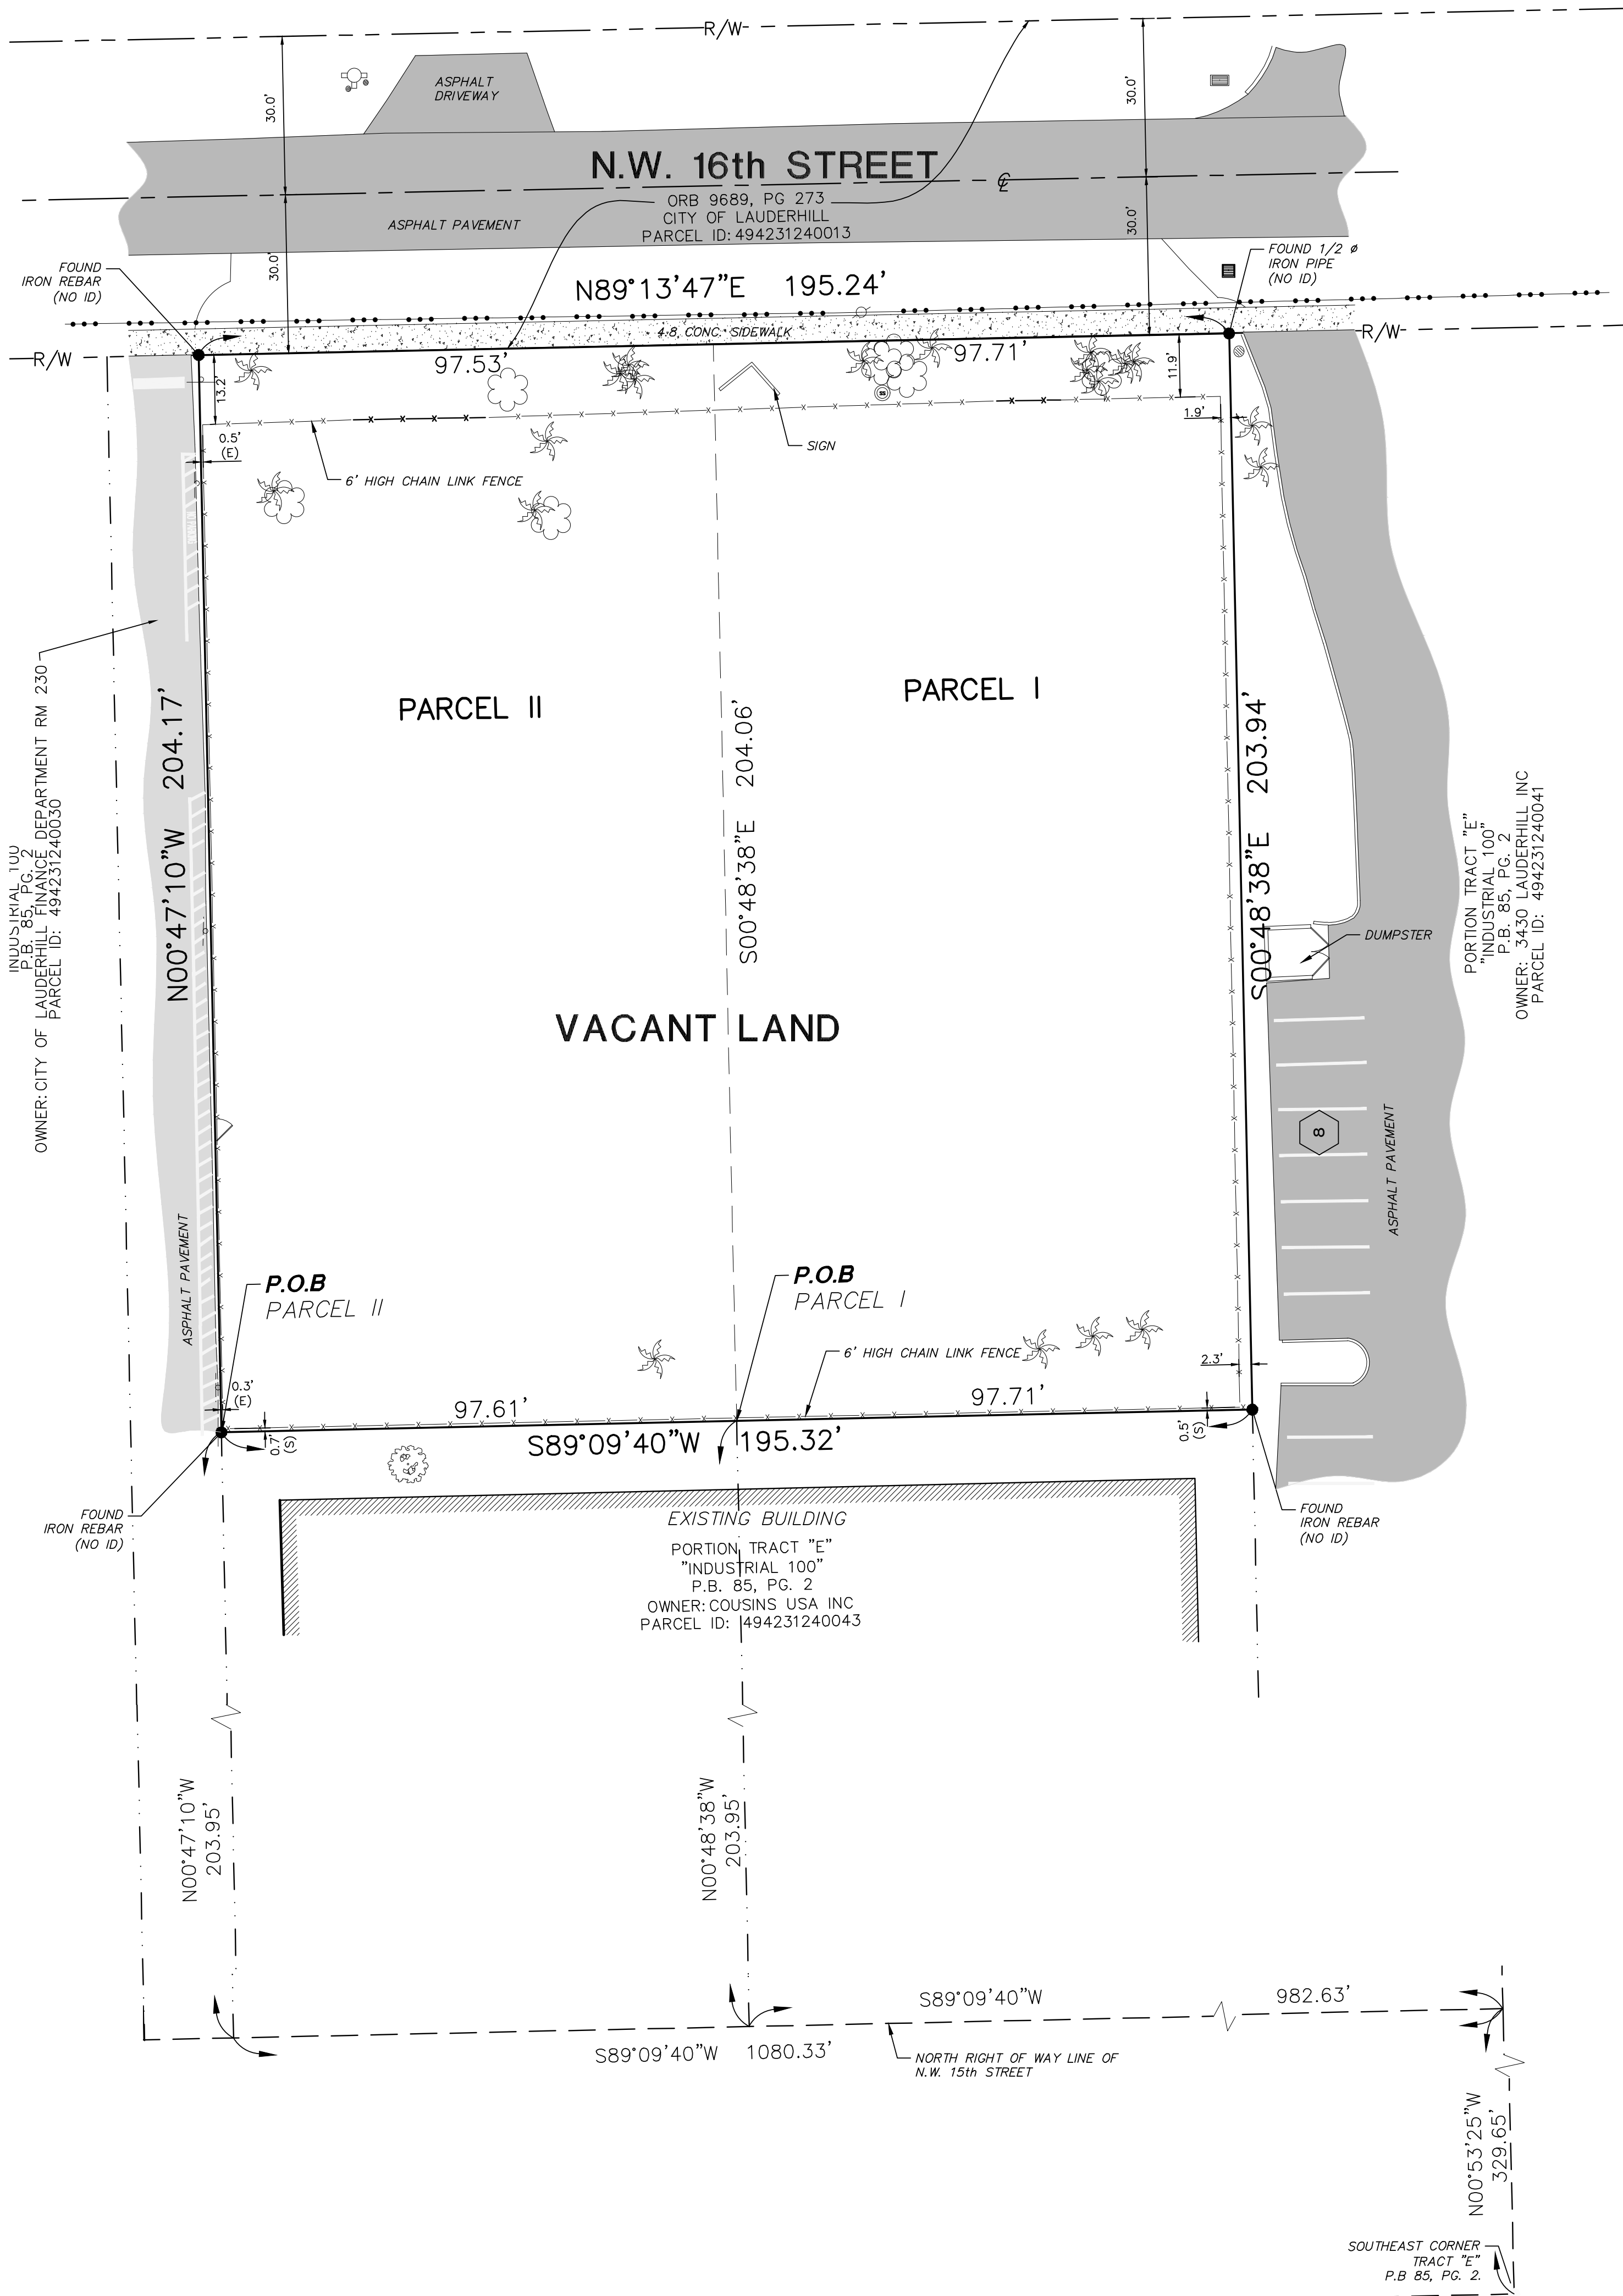 R/W
30.0'
30.0'
ASPHALT
DRIVEWAY
N.W. 16th STREET
ORB 9689, PG 273
CITY OF LAUDERHILL
PARCEL ID: 494231240013
ASPHALT PAVEMENT
30.0'
30.0'
FOUND
IRON REBAR
(NO ID)
FOUND 1/2 ø
IRON PIPE
(NO ID)
N89°13'47"E 195.24'
4.8, CONC. SIDEWALK
R/W
R/W
97.53'
97.71'
13.2'
11.9'
1.9'
0.5'
(E)
SIGN
6' HIGH CHAIN LINK FENCE
NO PARKING
INDUSTRIAL 100
P.B. 85, PG. 2
OWNER: CITY OF LAUDERHILL FINANCE DEPARTMENT RM 230
PARCEL ID: 494231240030
N00°47'10"W 204.17'
PARCEL II
PARCEL I
S00°48'38"E 204.06'
S00°48'38"E 203.94'
DUMPSTER
PORTION TRACT "E"
"INDUSTRIAL 100"
P.B. 85, PG. 2
OWNER: 3430 LAUDERHILL INC
PARCEL ID: 494231240041
VACANT LAND
8
ASPHALT PAVEMENT
ASPHALT PAVEMENT
P.O.B
PARCEL II
P.O.B
PARCEL I
6' HIGH CHAIN LINK FENCE
2.3'
0.3'
(E)
97.61'
97.71'
0.7'
(S)
S89°09'40"W 195.32'
0.5'
(S)
FOUND
IRON REBAR
(NO ID)
FOUND
IRON REBAR
(NO ID)
EXISTING BUILDING
PORTION TRACT "E"
"INDUSTRIAL 100"
P.B. 85, PG. 2
OWNER: COUSINS USA INC
PARCEL ID: 494231240043
N00°47'10"W
203.95'
N00°48'38"W
203.95'
S89°09'40"W 982.63'
S89°09'40"W 1080.33'
NORTH RIGHT OF WAY LINE OF
N.W. 15th STREET
N00°53'25"W
329.65'
SOUTHEAST CORNER
TRACT "E"
P.B 85, PG. 2.